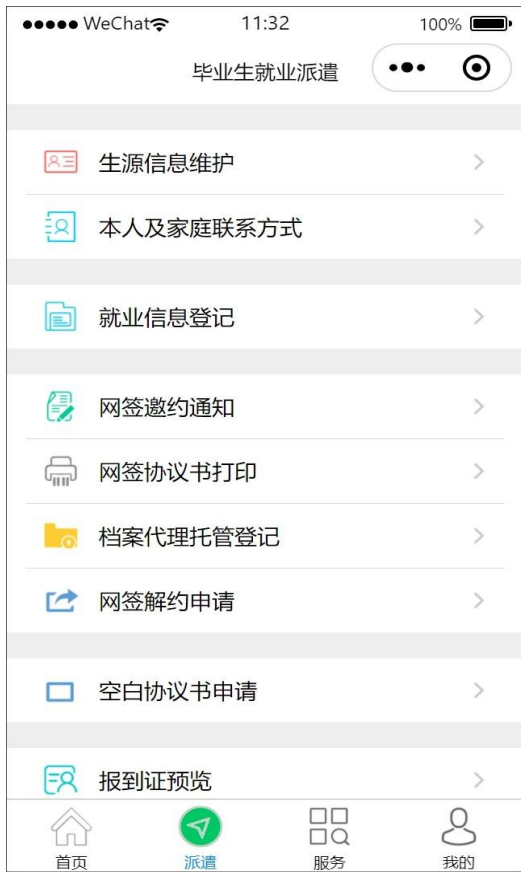 ●●●●● WeChat 11:32 100%
毕业生就业派遣
生源信息维护
本人及家庭联系方式
就业信息登记
网签邀约通知
网签协议书打印
档案代理托管登记
网签解约申请
空白协议书申请
报到证预览
首页 派遣 服务 我的